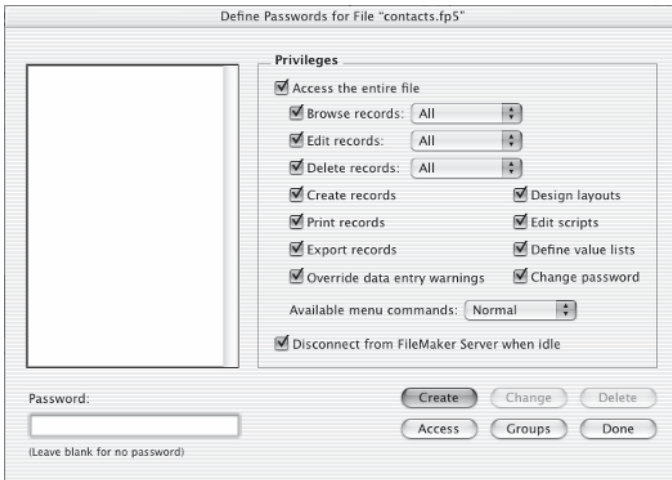 Define Passwords for File “contacts.fp5”
Privileges
Access the entire file
Browse records: All
Edit records: All
Delete records: All
Create records
Design layouts
Print records
Edit scripts
Export records
Define value lists
Override data entry warnings
Change password
Available menu commands: Normal
Disconnect from FileMaker Server when idle
Password:
(Leave blank for no password)
Create
Change
Delete
Access
Groups
Done